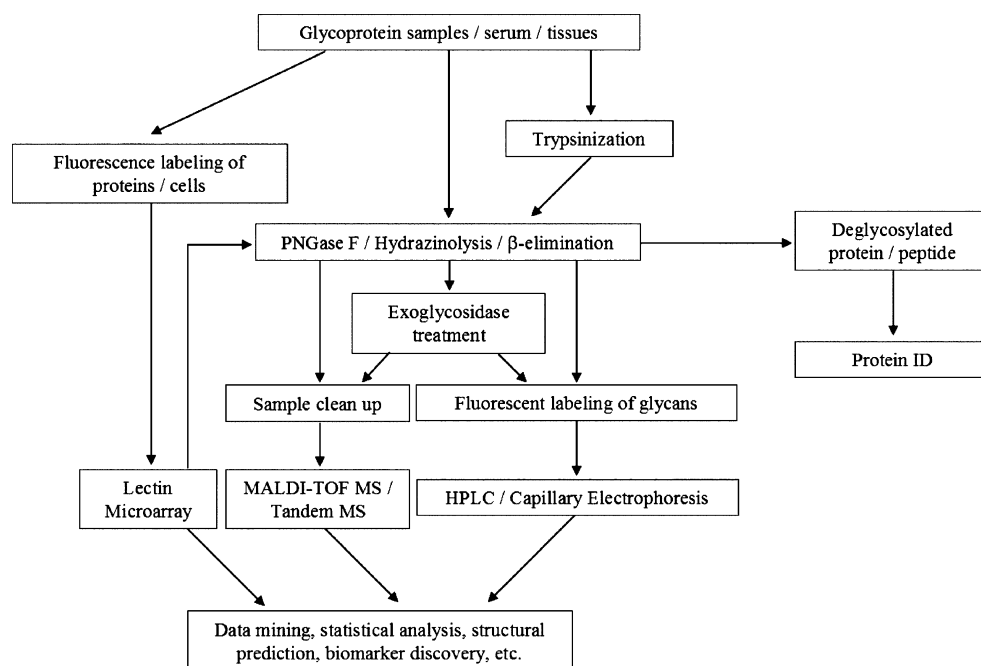 Glycoprotein samples / serum / tissues
Trypsinization
Fluorescence labeling of
proteins / cells
PNGase F / Hydrazinolysis / β-elimination
Deglycosylated
protein / peptide
Exoglycosidase
treatment
Protein ID
Sample clean up
Fluorescent labeling of glycans
Lectin
Microarray
MALDI-TOF MS /
Tandem MS
HPLC / Capillary Electrophoresis
Data mining, statistical analysis, structural
prediction, biomarker discovery, etc.